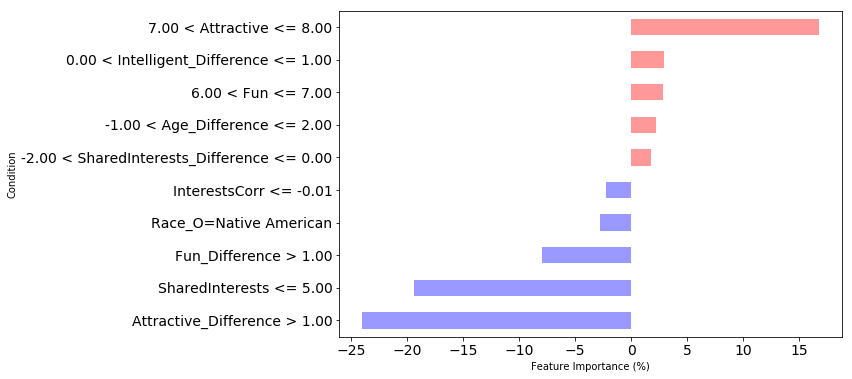 7.00 < Attractive <= 8.00
0.00 < Intelligent_Difference <= 1.00
6.00 < Fun <= 7.00
-1.00 < Age_Difference <= 2.00
-2.00 < SharedInterests_Difference <= 0.00
InterestsCorr <= -0.01
Race_O=Native American
Fun_Difference > 1.00
SharedInterests <= 5.00
Attractive_Difference > 1.00
Condition
−25 −20 −15 −10 −5 0 5 10 15
Feature Importance (%)